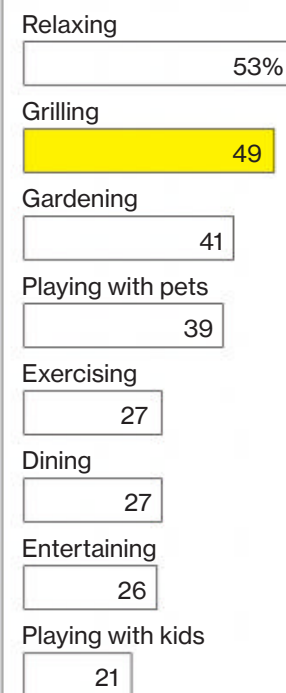 Relaxing
53%
Grilling
49
Gardening
41
Playing with pets
39
Exercising
27
Dining
27
Entertaining
26
Playing with kids
21